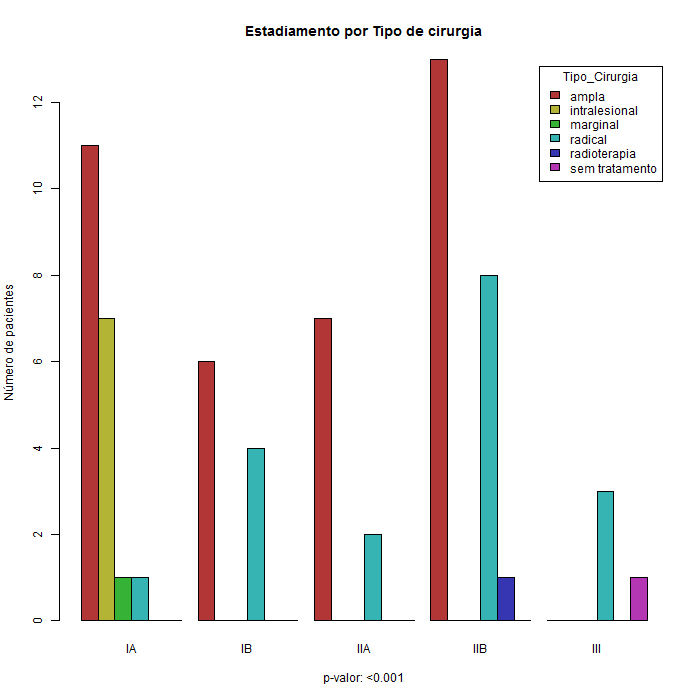 Estadiamento por Tipo de cirurgia
Tipo_Cirurgia
ampla
intralesional
marginal
radical
radioterapia
sem tratamento
Número de pacientes
12
10
8
6
4
2
0
IA IB IIA IIB III
p-valor: <0.001